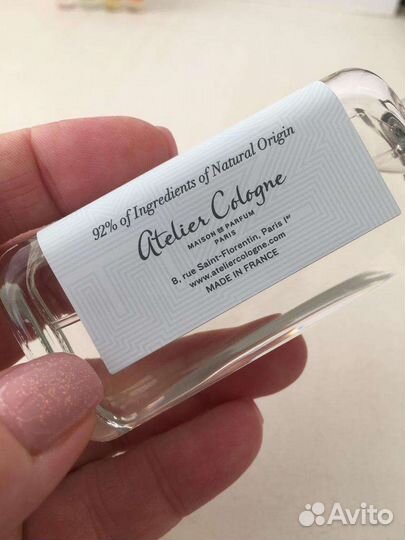 92% of Ingredients of Natural Origin
Atelier Cologne
MAISON DE PARFUM
PARIS
8, rue Saint-Florentin, Paris Iᵉʳ
www.ateliercologne.com
MADE IN FRANCE
Avito